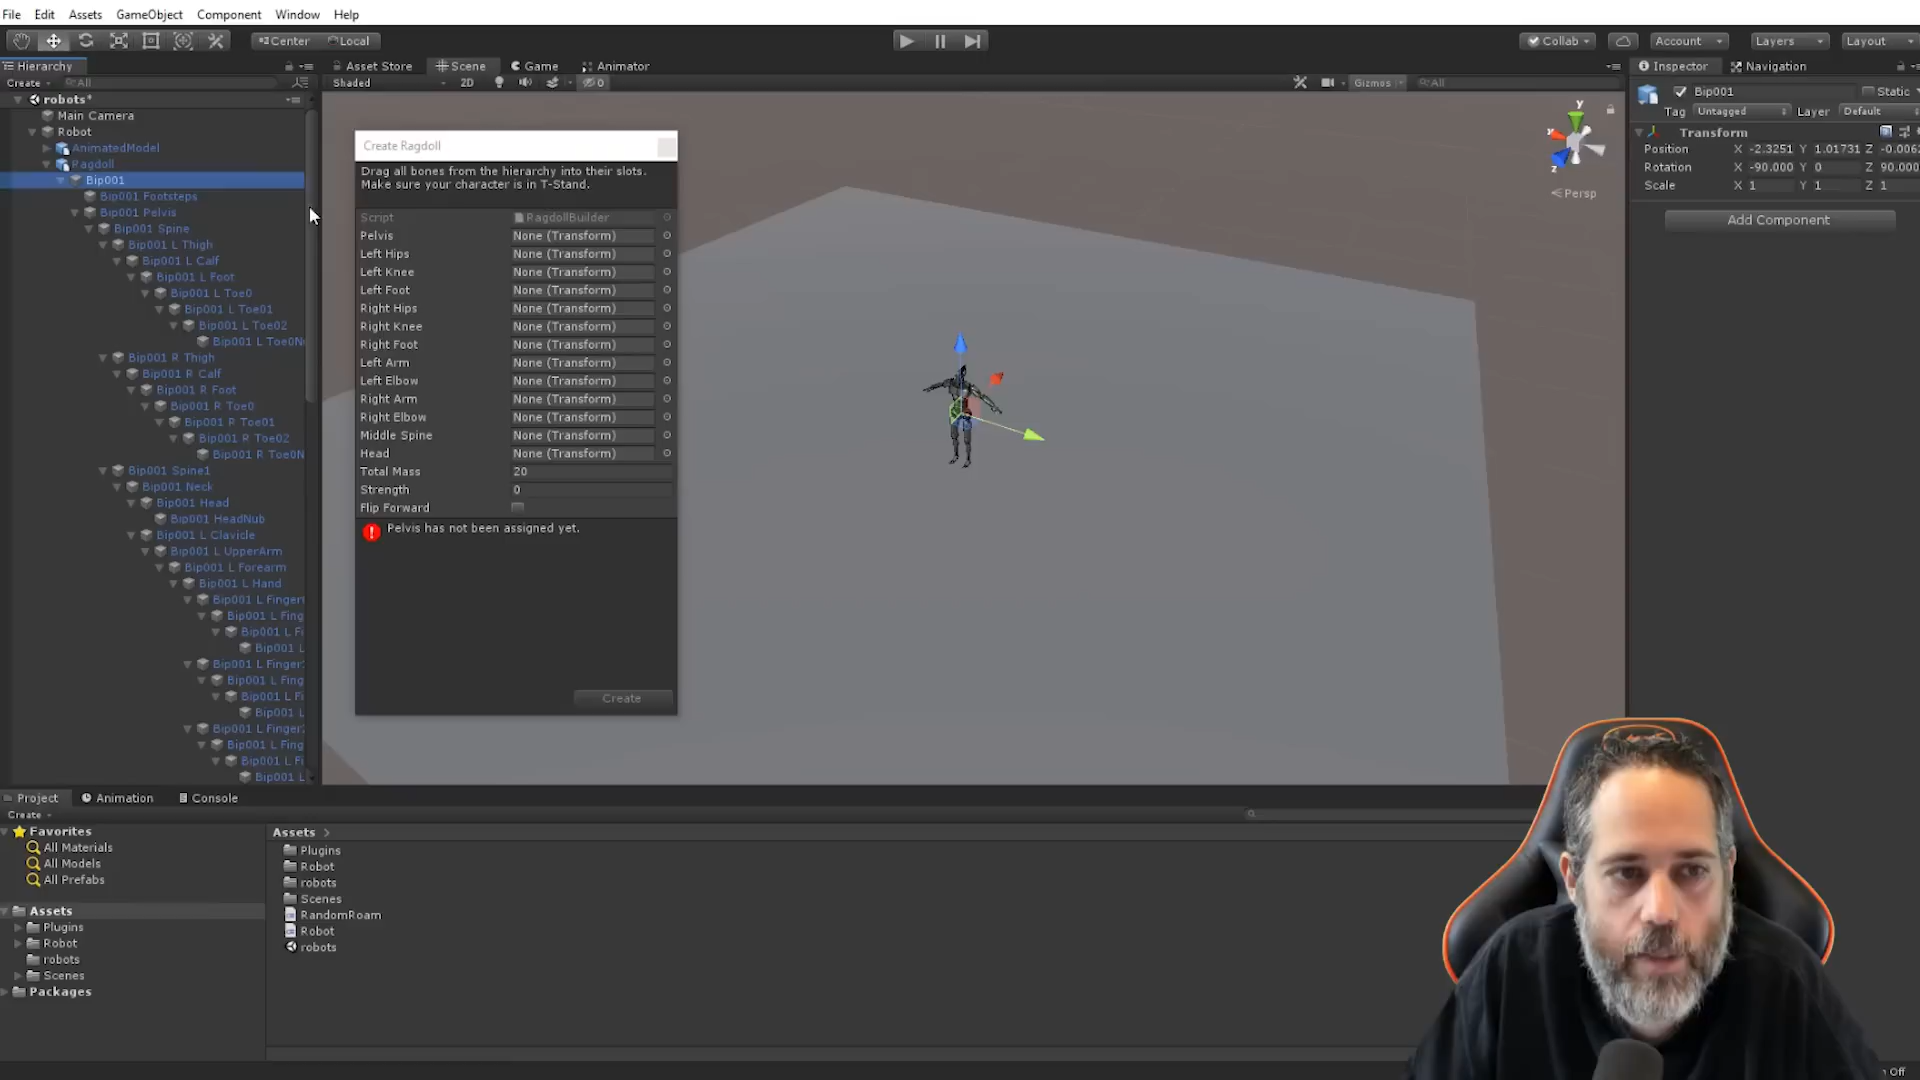 File Edit Assets GameObject Component Window Help
Center Local
Collab Account Layers Layout
Hierarchy
Asset Store Scene Game Animator
Inspector Navigation
Create All
Shaded 2D 0 Gizmos All
robots*
Main Camera
Robot
AnimatedModel
Ragdoll
Bip001
Bip001 Footsteps
Bip001 Pelvis
Bip001 Spine
Bip001 L Thigh
Bip001 L Calf
Bip001 L Foot
Bip001 L Toe0
Bip001 L Toe01
Bip001 L Toe02
Bip001 L Toe0N
Bip001 R Thigh
Bip001 R Calf
Bip001 R Foot
Bip001 R Toe0
Bip001 R Toe01
Bip001 R Toe02
Bip001 R Toe0N
Bip001 Spine1
Bip001 Neck
Bip001 Head
Bip001 HeadNub
Bip001 L Clavicle
Bip001 L UpperArm
Bip001 L Forearm
Bip001 L Hand
Bip001 L Finger
Bip001 L Fing
Bip001 L Fi
Bip001 L
Bip001 L Finger
Bip001 L Fing
Bip001 L Fi
Bip001 L
Bip001 L Finger
Bip001 L Fing
Bip001 L Fi
Bip001 L
Create Ragdoll
Drag all bones from the hierarchy into their slots.
Make sure your character is in T-Stand.
Script RagdollBuilder
Pelvis None (Transform)
Left Hips None (Transform)
Left Knee None (Transform)
Left Foot None (Transform)
Right Hips None (Transform)
Right Knee None (Transform)
Right Foot None (Transform)
Left Arm None (Transform)
Left Elbow None (Transform)
Right Arm None (Transform)
Right Elbow None (Transform)
Middle Spine None (Transform)
Head None (Transform)
Total Mass 20
Strength 0
Flip Forward
Pelvis has not been assigned yet.
Create
y
x
z
Persp
Bip001 Static
Tag Untagged Layer Default
Transform
Position X -2.3251 Y 1.01731 Z -0.0062
Rotation X -90.000 Y 0 Z 90.000
Scale X 1 Y 1 Z 1
Add Component
Project Animation Console
Create
Favorites
All Materials
All Models
All Prefabs
Assets
Plugins
Robot
robots
Scenes
Packages
Assets >
Plugins
Robot
robots
Scenes
RandomRoam
Robot
robots
Off